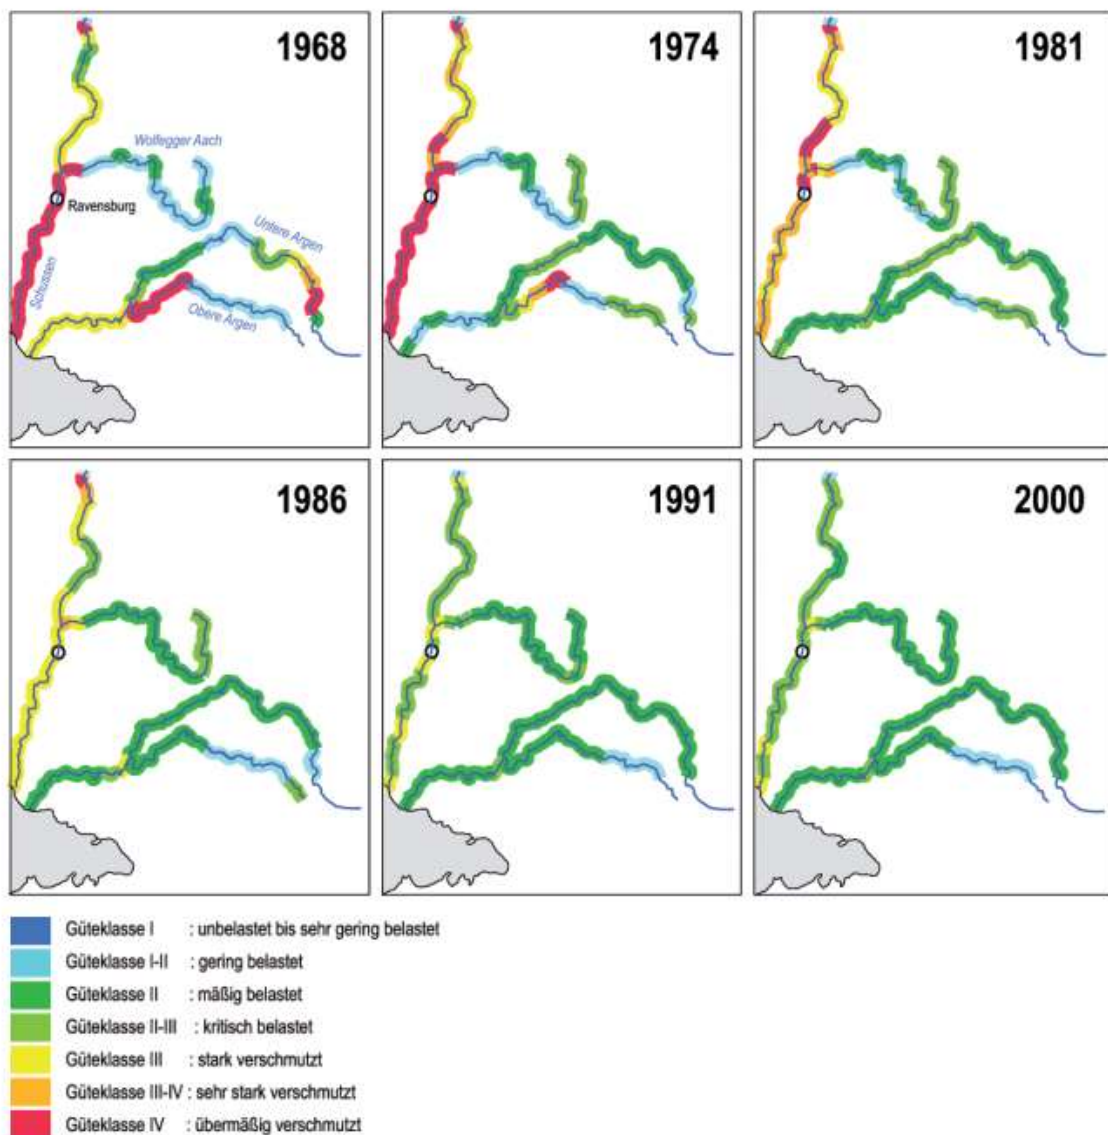 1968
Wolfegger Aach
Ravensburg
Untere Argen
Schussen
Obere Argen
1974
1981
1986
1991
2000
Güteklasse I : unbelastet bis sehr gering belastet
Güteklasse I-II : gering belastet
Güteklasse II : mäßig belastet
Güteklasse II-III : kritisch belastet
Güteklasse III : stark verschmutzt
Güteklasse III-IV : sehr stark verschmutzt
Güteklasse IV : übermäßig verschmutzt